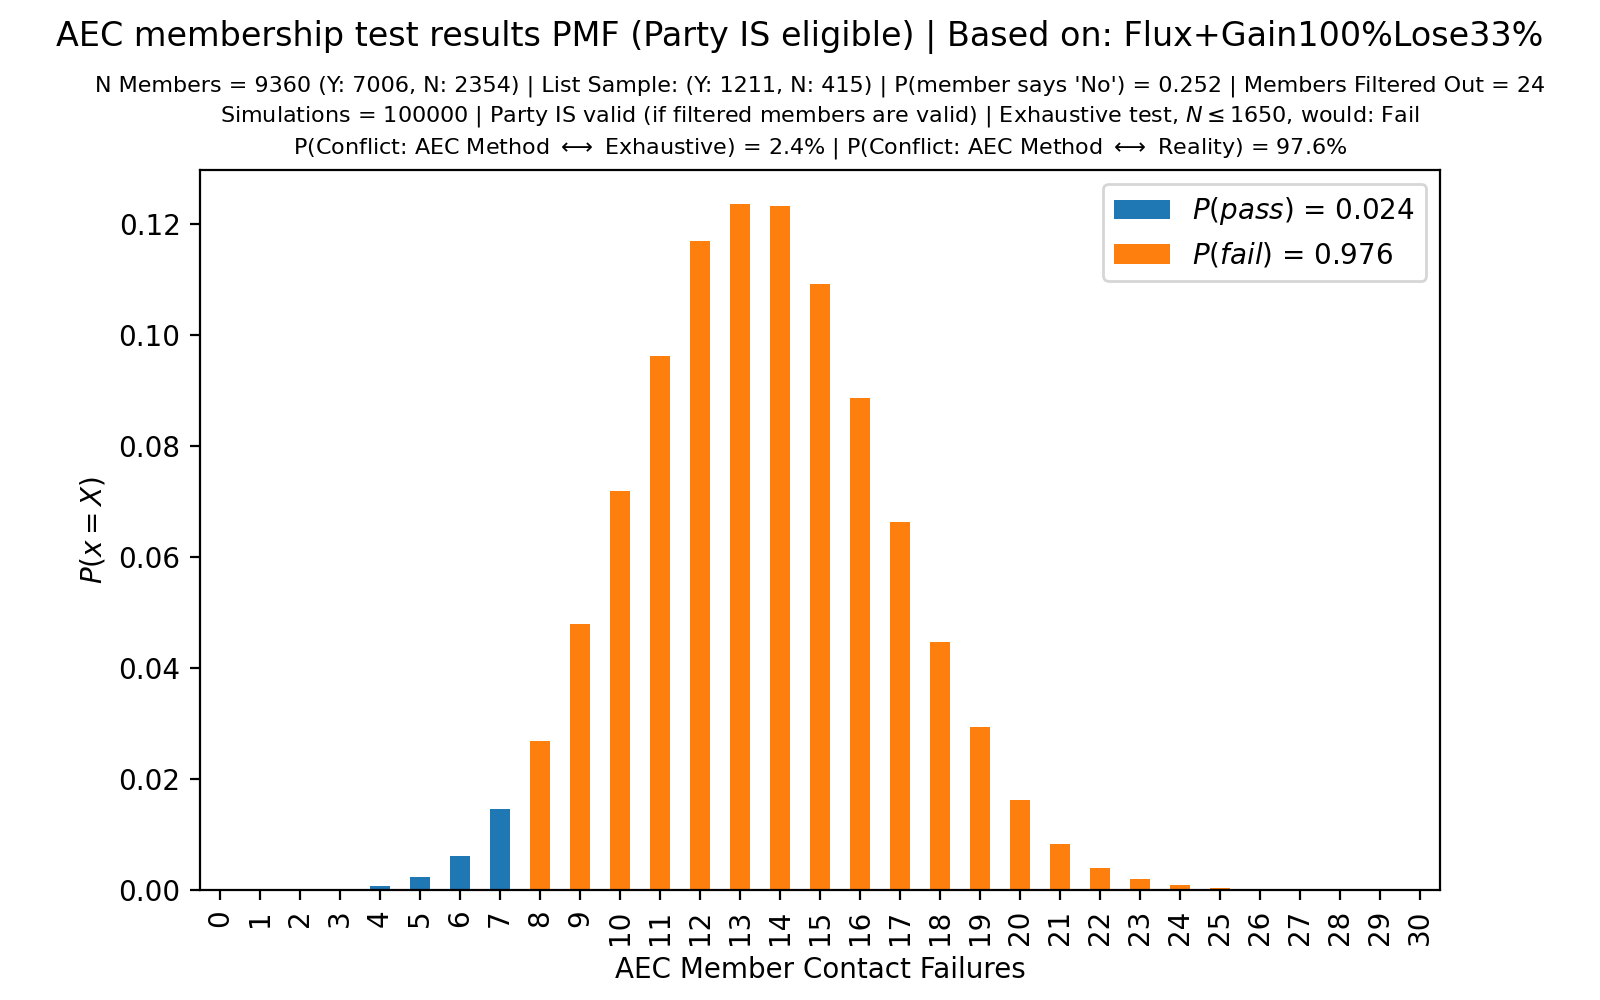 AEC membership test results PMF (Party IS eligible) | Based on: Flux+Gain100%Lose33%
N Members = 9360 (Y: 7006, N: 2354) | List Sample: (Y: 1211, N: 415) | P(member says 'No') = 0.252 | Members Filtered Out = 24
Simulations = 100000 | Party IS valid (if filtered members are valid) | Exhaustive test, N ≤ 1650, would: Fail
P(Conflict: AEC Method ⟷ Exhaustive) = 2.4% | P(Conflict: AEC Method ⟷ Reality) = 97.6%
P(pass) = 0.024
P(fail) = 0.976
0.12
0.10
0.08
0.06
0.04
0.02
0.00
P(x = X)
0 1 2 3 4 5 6 7 8 9 10 11 12 13 14 15 16 17 18 19 20 21 22 23 24 25 26 27 28 29 30
AEC Member Contact Failures